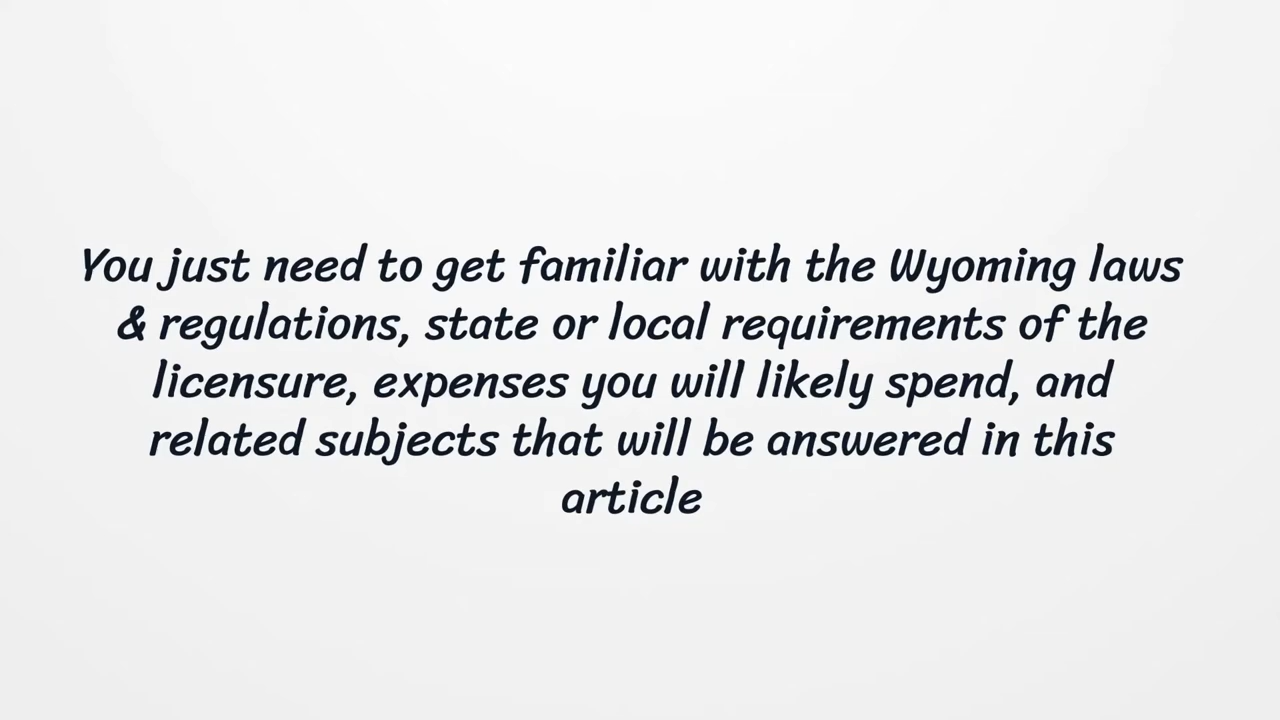 You just need to get familiar with the Wyoming laws
& regulations, state or local requirements of the
licensure, expenses you will likely spend, and
related subjects that will be answered in this
article